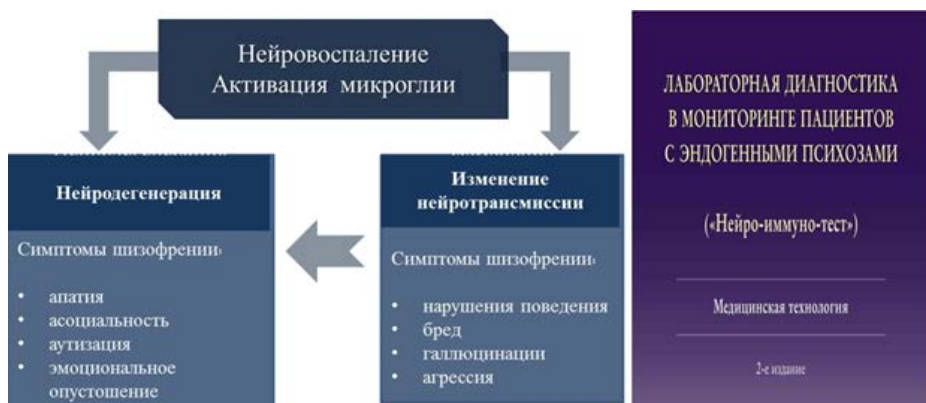 Нейровоспаление
Активация микроглии
Нейродегенерация
Симптомы шизофрении:
• апатия
• асоциальность
• аутизация
• эмоциональное
опустошение
Изменение
нейротрансмиссии
Симптомы шизофрении:
• нарушения поведения
• бред
• галлюцинации
• агрессия
ЛАБОРАТОРНАЯ ДИАГНОСТИКА
В МОНИТОРИНГЕ ПАЦИЕНТОВ
С ЭНДОГЕННЫМИ ПСИХОЗАМИ
(«Нейро-иммуно-тест»)
Медицинская технология
2-е издание